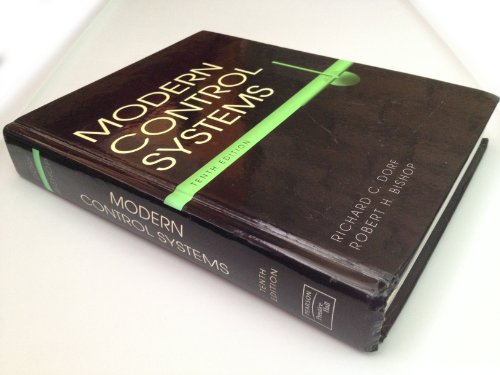 MODERN
CONTROL
SYSTEMS
TENTH EDITION
RICHARD C. DORF
ROBERT H. BISHOP
MODERN
CONTROL SYSTEMS
TENTH
EDITION
PEARSON
Prentice
Hall